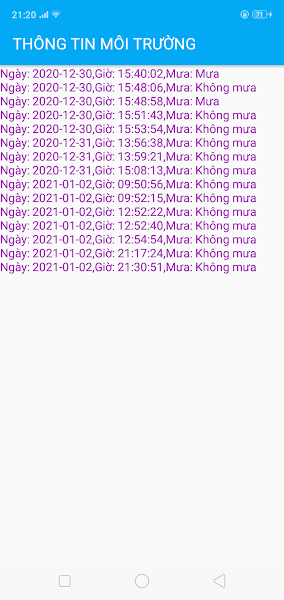 21:20
71
THÔNG TIN MÔI TRƯỜNG
Ngày: 2020-12-30,Giờ: 15:40:02,Mưa: Mưa
Ngày: 2020-12-30,Giờ: 15:48:06,Mưa: Không mưa
Ngày: 2020-12-30,Giờ: 15:48:58,Mưa: Mưa
Ngày: 2020-12-30,Giờ: 15:51:43,Mưa: Không mưa
Ngày: 2020-12-30,Giờ: 15:53:54,Mưa: Không mưa
Ngày: 2020-12-31,Giờ: 13:56:38,Mưa: Không mưa
Ngày: 2020-12-31,Giờ: 13:59:21,Mưa: Không mưa
Ngày: 2020-12-31,Giờ: 15:08:13,Mưa: Không mưa
Ngày: 2021-01-02,Giờ: 09:50:56,Mưa: Không mưa
Ngày: 2021-01-02,Giờ: 09:52:15,Mưa: Không mưa
Ngày: 2021-01-02,Giờ: 12:52:22,Mưa: Không mưa
Ngày: 2021-01-02,Giờ: 12:52:40,Mưa: Không mưa
Ngày: 2021-01-02,Giờ: 12:54:54,Mưa: Không mưa
Ngày: 2021-01-02,Giờ: 21:17:24,Mưa: Không mưa
Ngày: 2021-01-02,Giờ: 21:30:51,Mưa: Không mưa